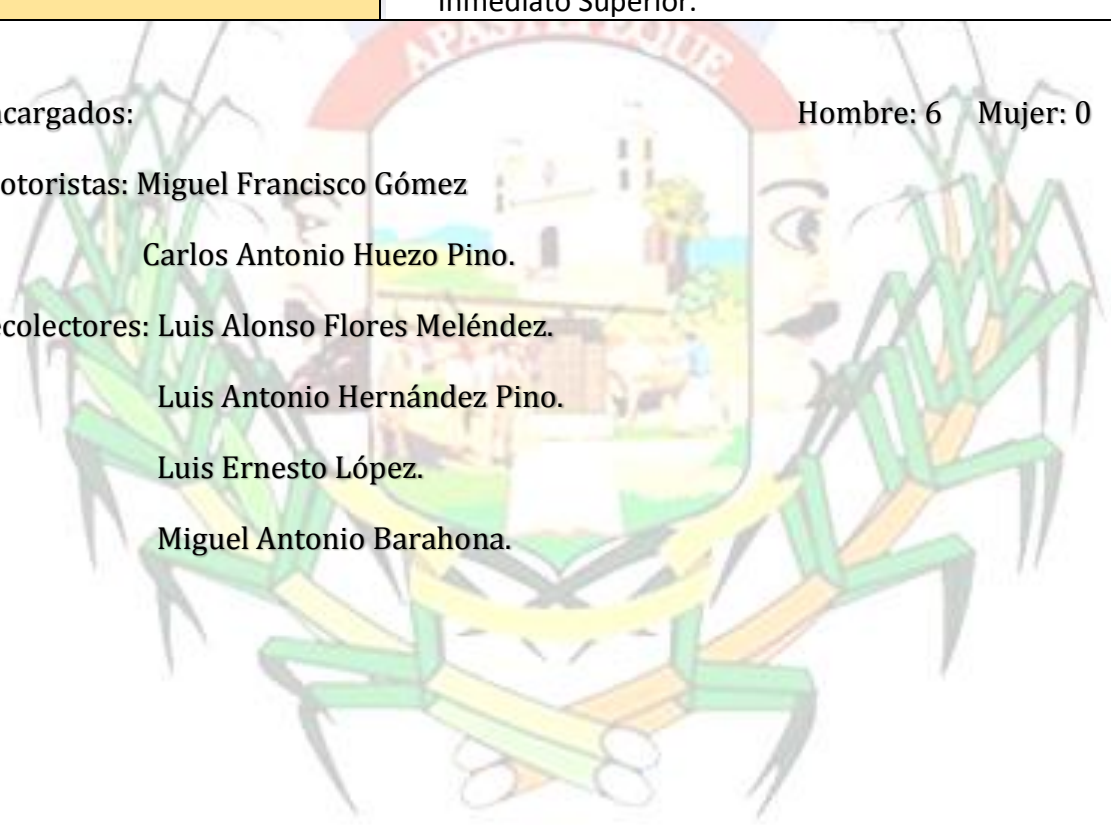 Inmediato Superior.
APASTEPEQUE
ncargados: Hombre: 6 Mujer: 0
otoristas: Miguel Francisco Gómez
Carlos Antonio Huezo Pino.
ecolectores: Luis Alonso Flores Meléndez.
Luis Antonio Hernández Pino.
Luis Ernesto López.
Miguel Antonio Barahona.